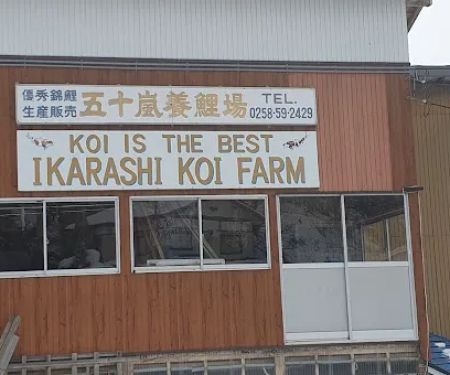 優秀錦鯉
生産販売
五十嵐養鯉場
TEL.
0258-59-2429
KOI IS THE BEST
IKARASHI KOI FARM